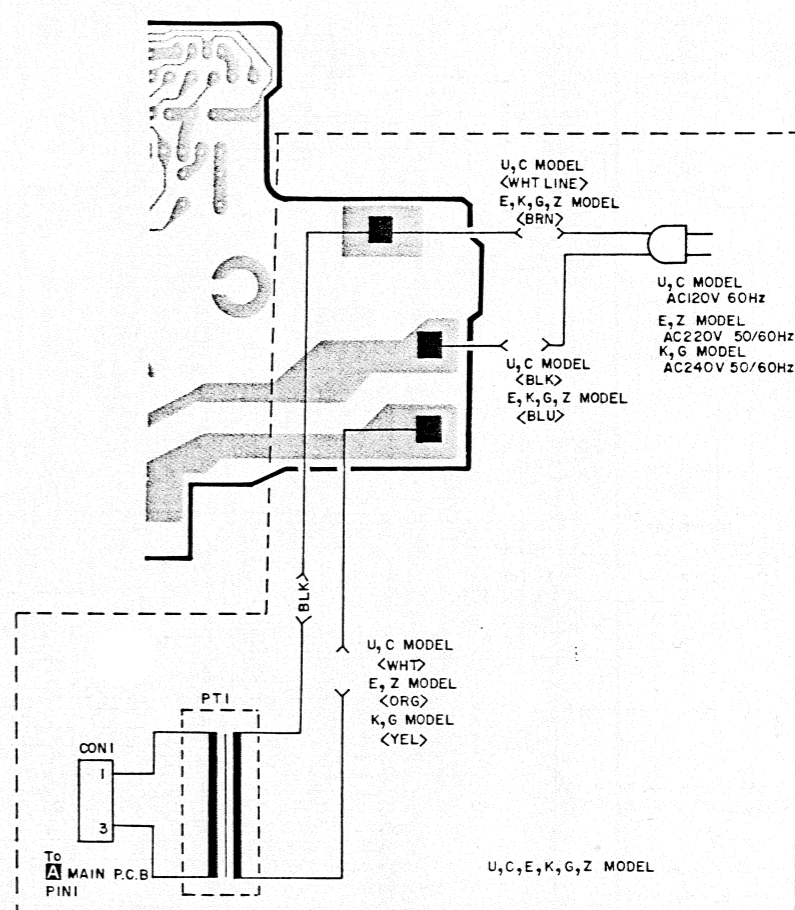 U, C MODEL
<WHT LINE>
E, K, G, Z MODEL
<BRN>
U, C MODEL
AC120V 60Hz
E, Z MODEL
AC220V 50/60Hz
K, G MODEL
AC240V 50/60Hz
U, C MODEL
<BLK>
E, K, G, Z MODEL
<BLU>
<BLK>
U, C MODEL
<WHT>
E, Z MODEL
<ORG>
K, G MODEL
<YEL>
PT1
CON1
1
3
To
A MAIN P.C.B
PIN1
U, C, E, K, G, Z MODEL